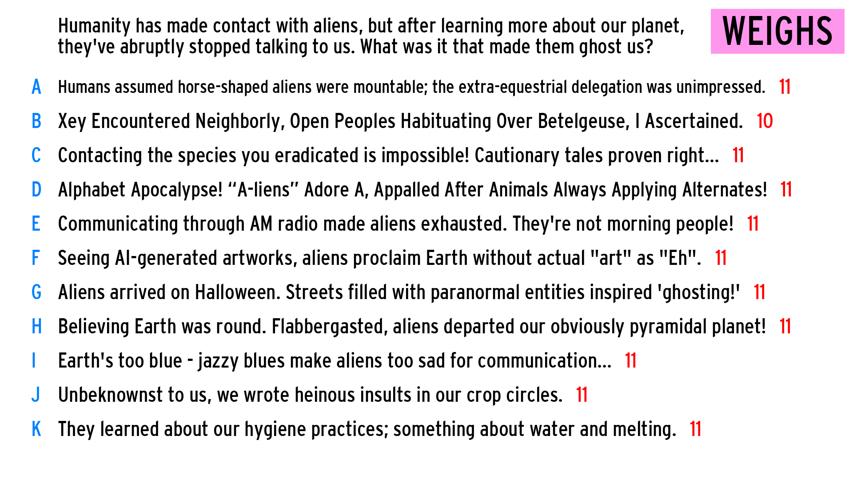 Humanity has made contact with aliens, but after learning more about our planet,
they've abruptly stopped talking to us. What was it that made them ghost us?
WEIGHS
A Humans assumed horse-shaped aliens were mountable; the extra-equestrial delegation was unimpressed. 11
B Xey Encountered Neighborly, Open Peoples Habituating Over Betelgeuse, I Ascertained. 10
C Contacting the species you eradicated is impossible! Cautionary tales proven right... 11
D Alphabet Apocalypse! “A-liens” Adore A, Appalled After Animals Always Applying Alternates! 11
E Communicating through AM radio made aliens exhausted. They're not morning people! 11
F Seeing AI-generated artworks, aliens proclaim Earth without actual "art" as "Eh". 11
G Aliens arrived on Halloween. Streets filled with paranormal entities inspired 'ghosting!' 11
H Believing Earth was round. Flabbergasted, aliens departed our obviously pyramidal planet! 11
I Earth's too blue - jazzy blues make aliens too sad for communication... 11
J Unbeknownst to us, we wrote heinous insults in our crop circles. 11
K They learned about our hygiene practices; something about water and melting. 11